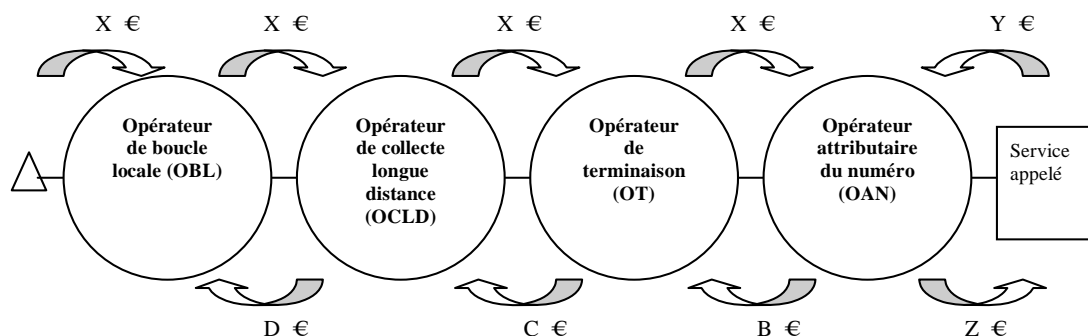 X €
X €
X €
X €
Y €
Opérateur
de boucle
locale (OBL)
Opérateur
de collecte
longue
distance
(OCLD)
Opérateur
de
terminaison
(OT)
Opérateur
attributaire
du numéro
(OAN)
Service
appelé
D €
C €
B €
Z €